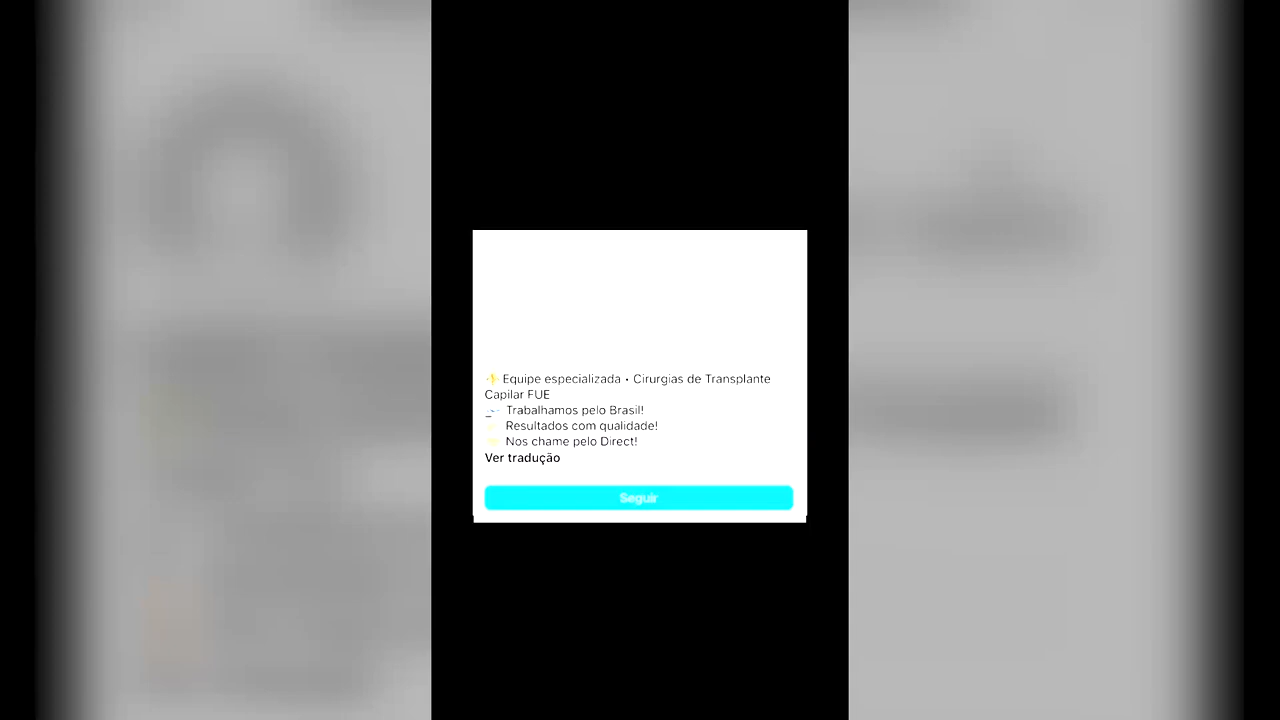 Equipe especializada • Cirurgias de Transplante
Capilar FUE
Trabalhamos pelo Brasil!
Resultados com qualidade!
Nos chame pelo Direct!
Ver tradução
Seguir